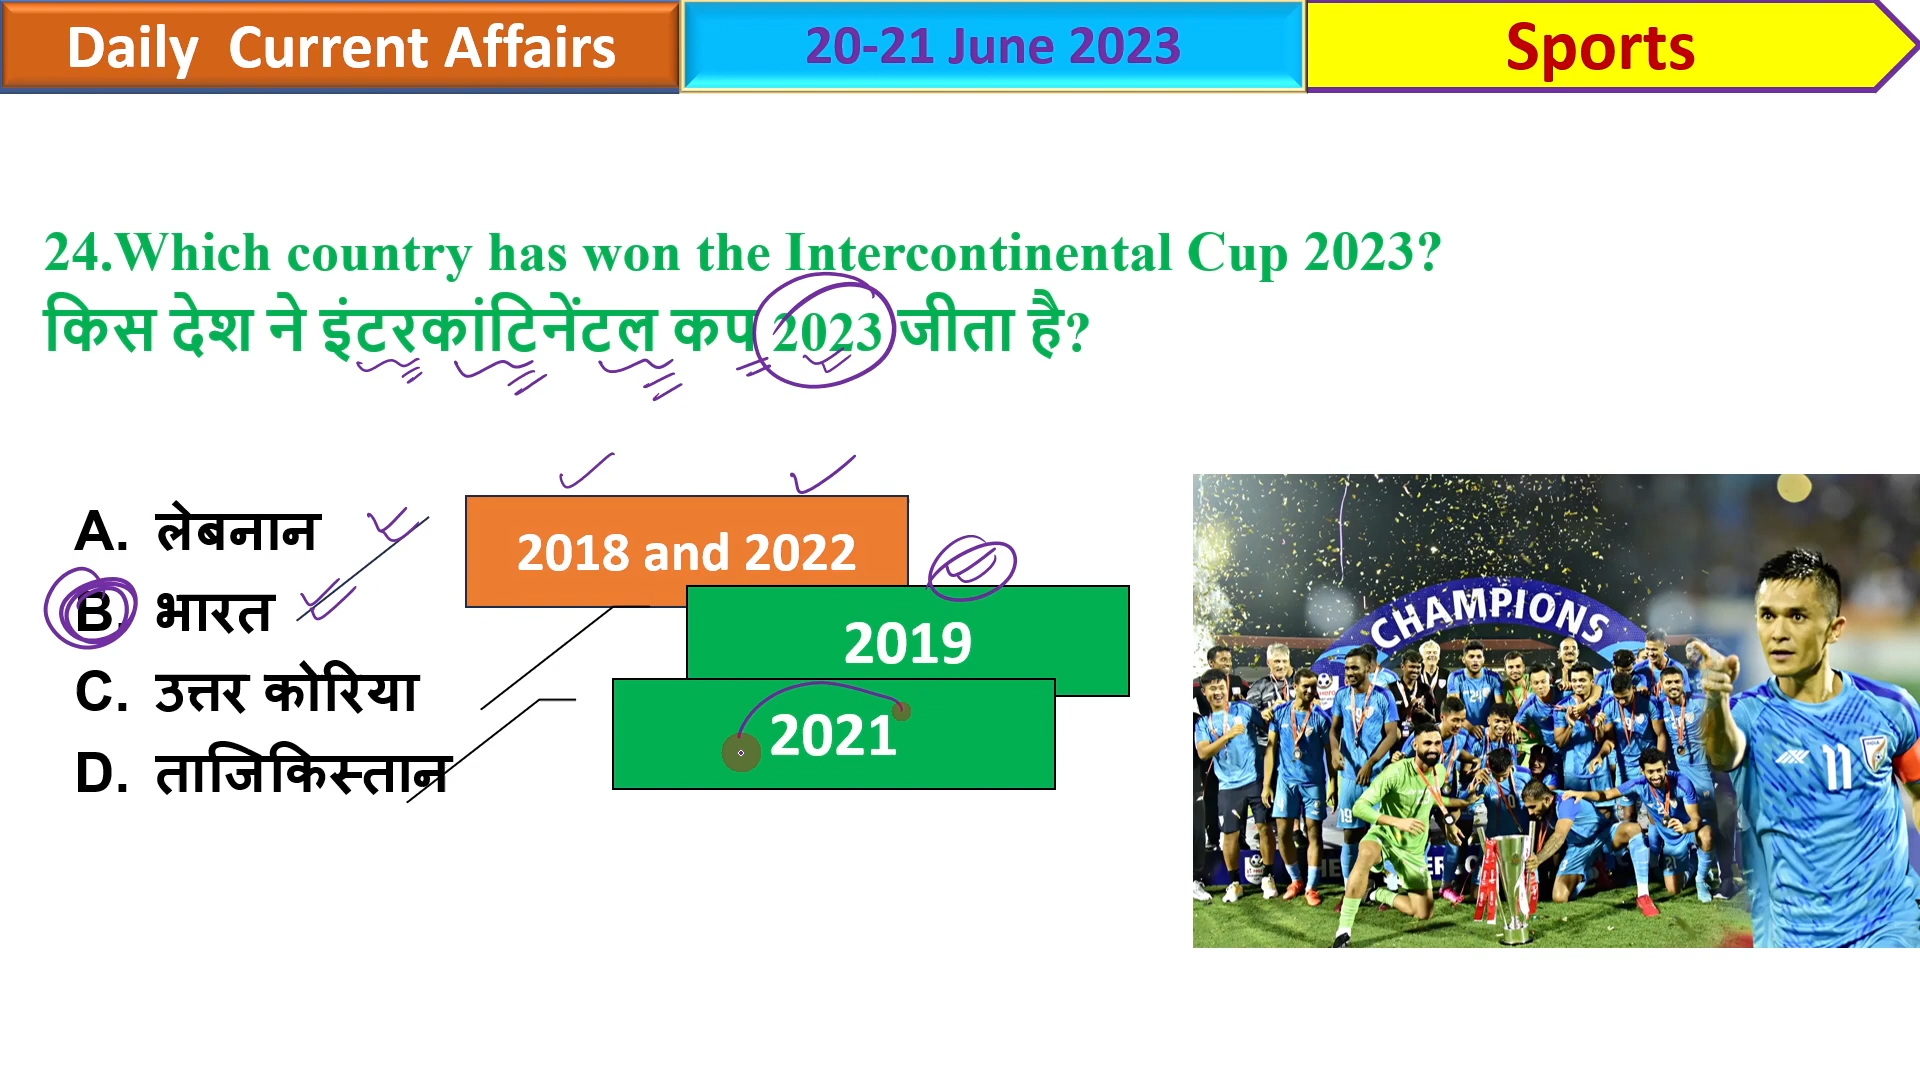 Daily Current Affairs
20-21 June 2023
Sports
24.Which country has won the Intercontinental Cup 2023?
किस देश ने इंटरकांटिनेंटल कप 2023 जीता है?
A. लेबनान
B. भारत
C. उत्तर कोरिया
D. ताजिकिस्तान
2018 and 2022
2019
2021
CHAMPIONS
11